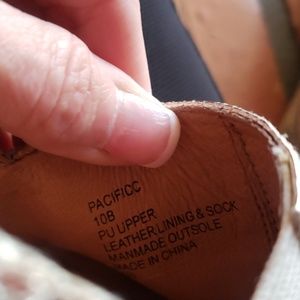 PACIFICC
10B
PU UPPER
LEATHER LINING & SOCK
MANMADE OUTSOLE
MADE IN CHINA